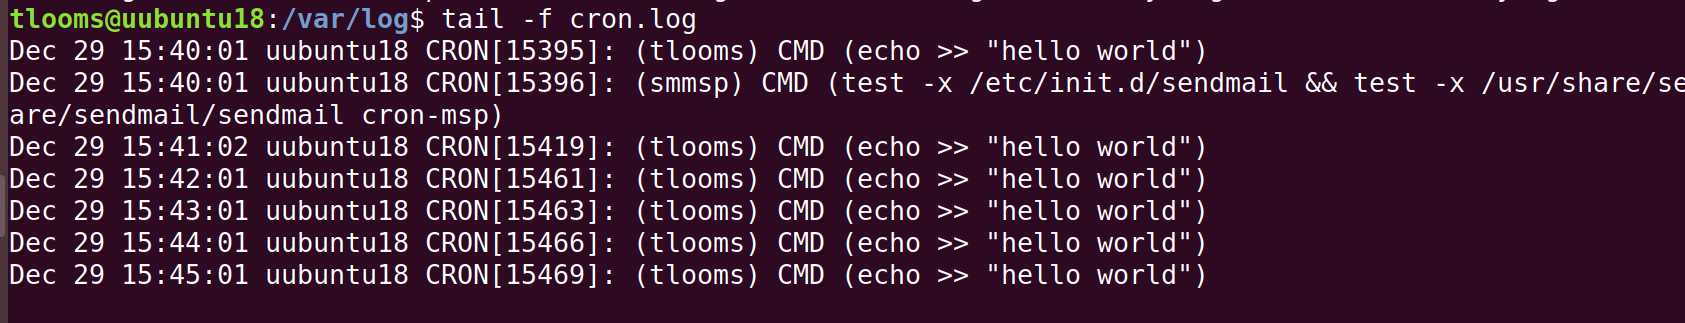 tlooms@uubuntu18:/var/log$ tail -f cron.log
Dec 29 15:40:01 uubuntu18 CRON[15395]: (tlooms) CMD (echo >> "hello world")
Dec 29 15:40:01 uubuntu18 CRON[15396]: (smmsp) CMD (test -x /etc/init.d/sendmail && test -x /usr/share/se
are/sendmail/sendmail cron-msp)
Dec 29 15:41:02 uubuntu18 CRON[15419]: (tlooms) CMD (echo >> "hello world")
Dec 29 15:42:01 uubuntu18 CRON[15461]: (tlooms) CMD (echo >> "hello world")
Dec 29 15:43:01 uubuntu18 CRON[15463]: (tlooms) CMD (echo >> "hello world")
Dec 29 15:44:01 uubuntu18 CRON[15466]: (tlooms) CMD (echo >> "hello world")
Dec 29 15:45:01 uubuntu18 CRON[15469]: (tlooms) CMD (echo >> "hello world")